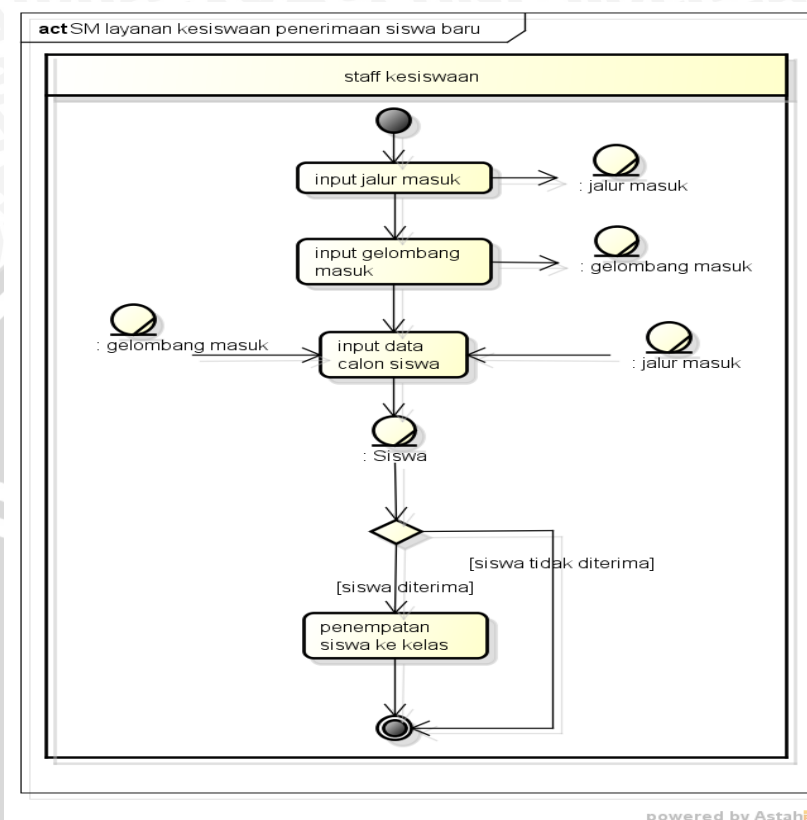 act SM layanan kesiswaan penerimaan siswa baru
staff kesiswaan
input jalur masuk
: jalur masuk
input gelombang
masuk
: gelombang masuk
: gelombang masuk
input data
calon siswa
: jalur masuk
: Siswa
[siswa tidak diterima]
[siswa diterima]
penempatan
siswa ke kelas
powered by Astah